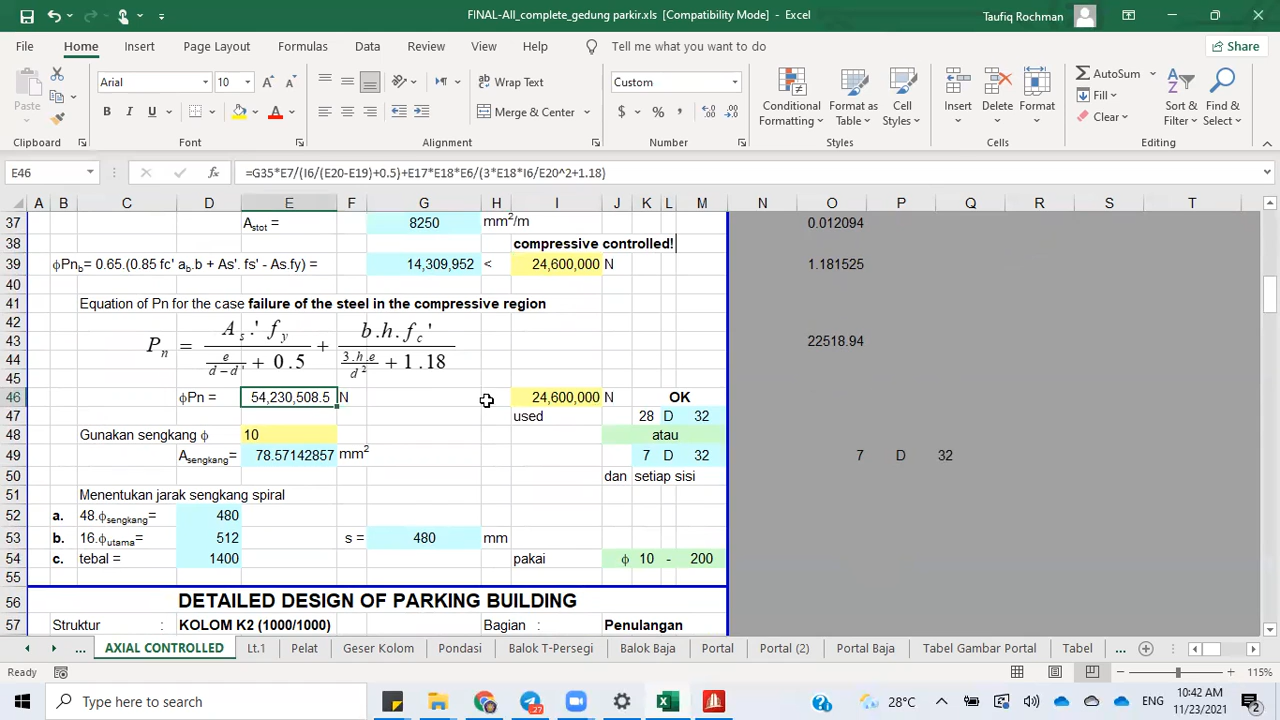 FINAL-All_complete_gedung parkir.xls [Compatibility Mode] - Excel
Taufiq Rochman
File Home Insert Page Layout Formulas Data Review View Help Tell me what you want to do Share
Paste
Clipboard
Arial 10
B I U
Font
Wrap Text
Merge & Center
Alignment
Custom
$ % ,
Number
Conditional Formatting
Format as Table
Cell Styles
Styles
Insert Delete Format
Cells
AutoSum
Fill
Clear
Sort & Filter
Find & Select
Editing
E46 fx =G35*E7/(I6/(E20-E19)+0.5)+E17*E18*E6/(3*E18*I6/E20^2+1.18)
A B C D E F G H I J K L M N O P Q R S T
37 Astot = 8250 mm2/m 0.012094
38 compressive controlled!
39 ϕPnb= 0.65.(0.85 fc' ab.b + As'. fs' - As.fy) = 14,309,952 < 24,600,000 N 1.181525
40
41 Equation of Pn for the case failure of the steel in the compressive region
42
43 22518.94
44
45
Pn = As.' fy / (e/(d-d') + 0.5) + b.h.fc' / (3.h.e/d2 + 1.18)
46 ϕPn = 54,230,508.5 N 24,600,000 N OK
47 used 28 D 32
48 Gunakan sengkang ϕ 10 atau
49 Asengkang= 78.57142857 mm2 7 D 32 7 D 32
50 dan setiap sisi
51 Menentukan jarak sengkang spiral
52 a. 48.ϕsengkang= 480
53 b. 16.ϕutama= 512 s = 480 mm
54 c. tebal = 1400 pakai ϕ 10 - 200
55
56 DETAILED DESIGN OF PARKING BUILDING
57 Struktur : KOLOM K2 (1000/1000) Bagian : Penulangan
... AXIAL CONTROLLED Lt.1 Pelat Geser Kolom Pondasi Balok T-Persegi Balok Baja Portal Portal (2) Portal Baja Tabel Gambar Portal Tabel ...
Ready 115%
Type here to search
27
28°C
ENG
10:42 AM
11/23/2021
2